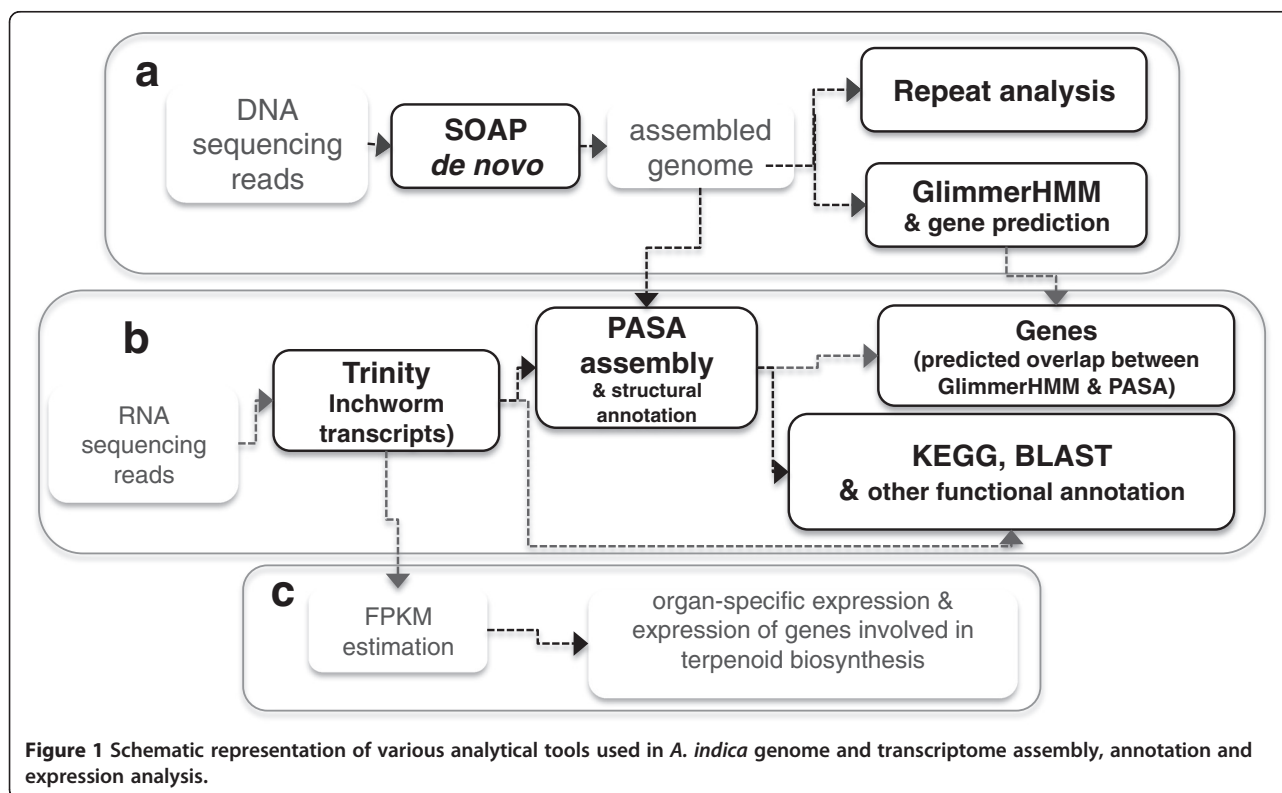 a
DNA
sequencing
reads
SOAP
de novo
assembled
genome
Repeat analysis
GlimmerHMM
& gene prediction
b
RNA
sequencing
reads
Trinity
Inchworm
transcripts)
PASA
assembly
& structural
annotation
Genes
(predicted overlap between
GlimmerHMM & PASA)
KEGG, BLAST
& other functional annotation
c
FPKM
estimation
organ-specific expression &
expression of genes involved in
terpenoid biosynthesis
Figure 1 Schematic representation of various analytical tools used in A. indica genome and transcriptome assembly, annotation and
expression analysis.